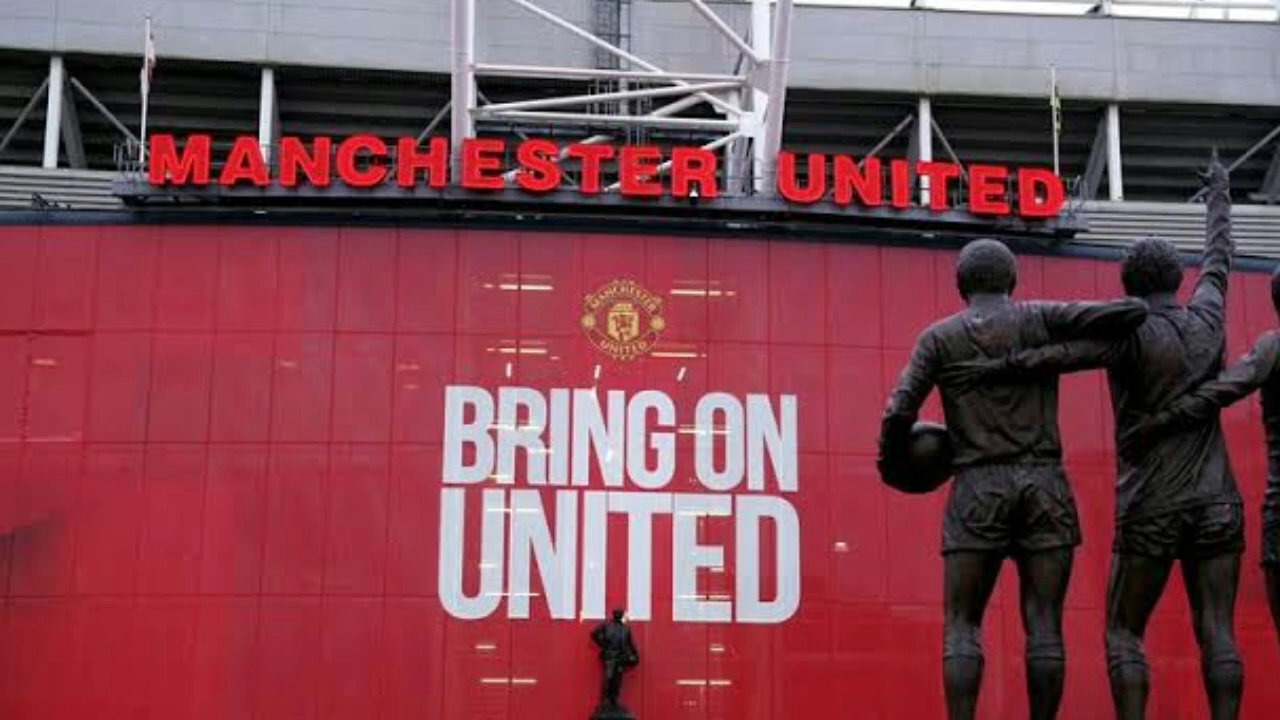 MANCHESTER UNITED
MANCHESTER
UNITED
BRING ON
UNITED